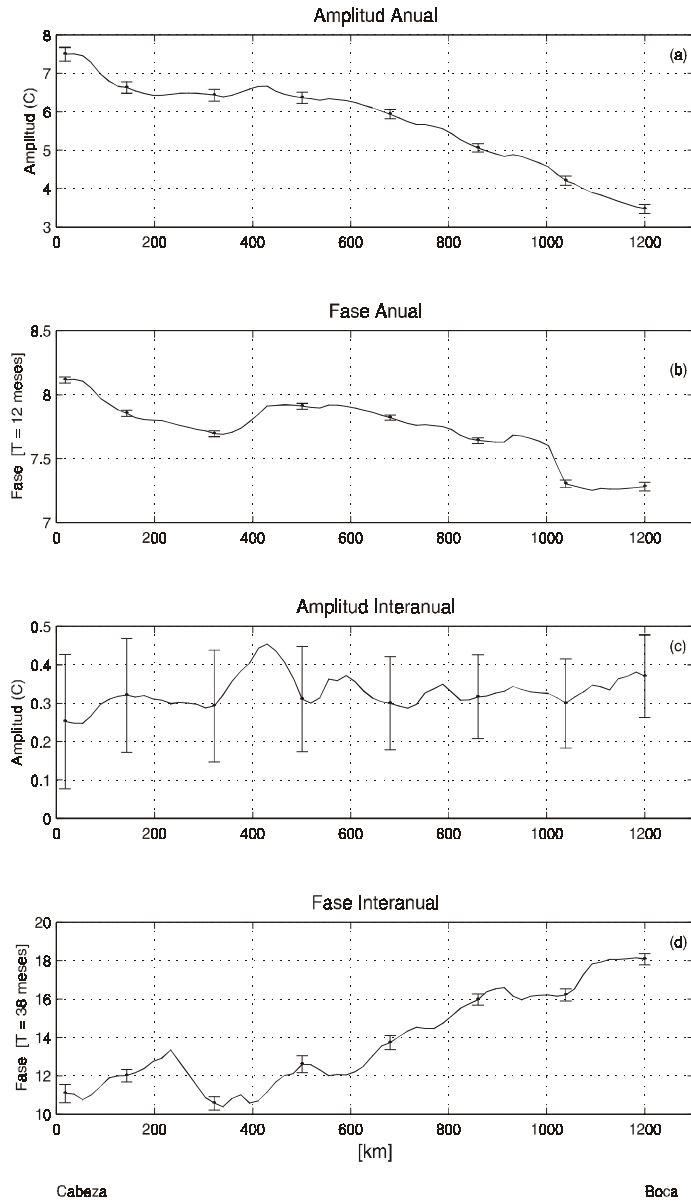 Amplitud Anual
8
7
6
5
4
3
Amplitud (C)
(a)
0 200 400 600 800 1000 1200
Fase Anual
8.5
8
7.5
7
Fase [T = 12 meses]
(b)
0 200 400 600 800 1000 1200
Amplitud Interanual
0.5
0.4
0.3
0.2
0.1
0
Amplitud (C)
(c)
0 200 400 600 800 1000 1200
Fase Interanual
20
18
16
14
12
10
Fase [T = 38 meses]
(d)
0 200 400 600 800 1000 1200
[km]
Cabeza Boca